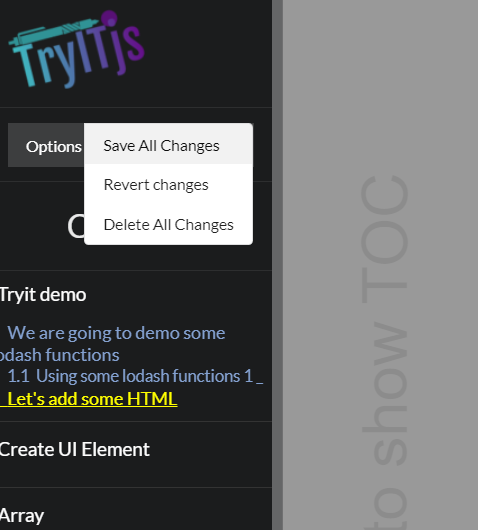 TryITjs
Options
Save All Changes
Revert changes
Delete All Changes
Tryit demo
We are going to demo some
odash functions
1.1 Using some lodash functions 1 _
_ Let's add some HTML
Create UI Element
Array
to show TOC